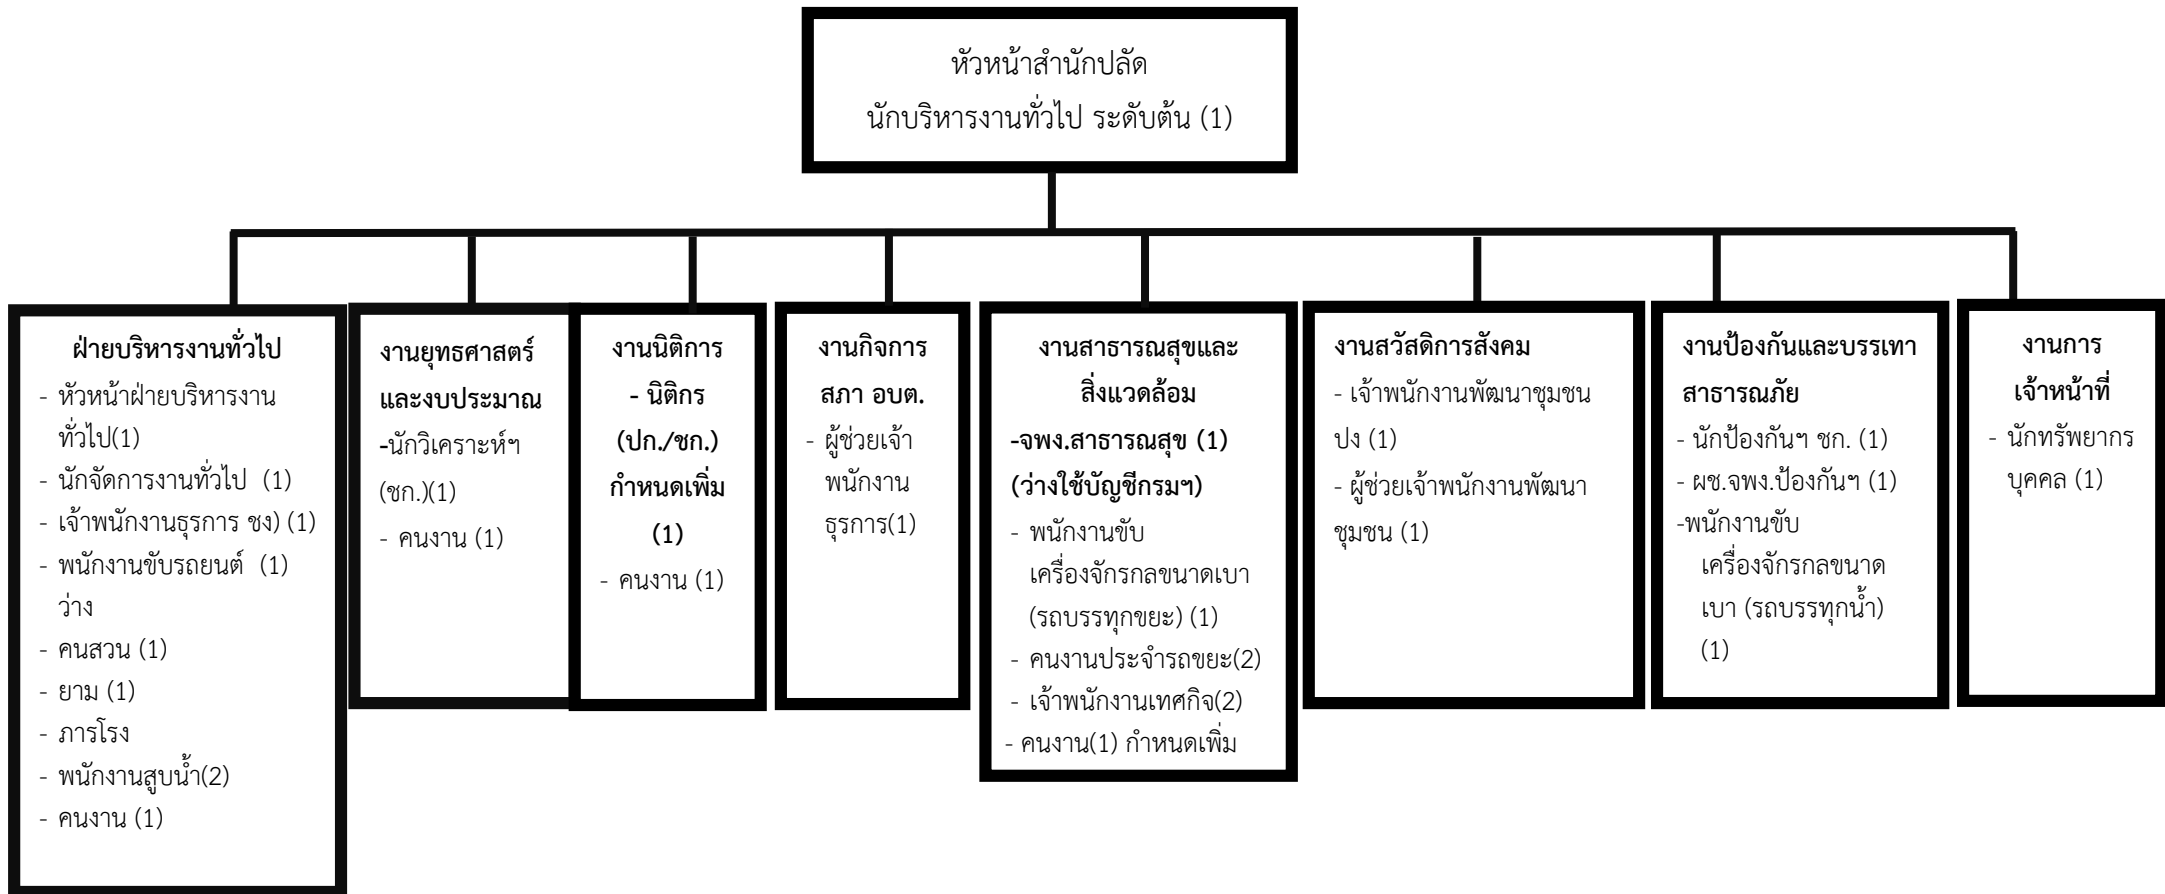 หัวหน้าสำนักปลัด
นักบริหารงานทั่วไป ระดับต้น (1)
ฝ่ายบริหารงานทั่วไป
- หัวหน้าฝ่ายบริหารงาน
ทั่วไป(1)
- นักจัดการงานทั่วไป (1)
- เจ้าพนักงานธุรการ ชง) (1)
- พนักงานขับรถยนต์ (1)
ว่าง
- คนสวน (1)
- ยาม (1)
- ภารโรง
- พนักงานสูบน้ำ(2)
- คนงาน (1)
งานยุทธศาสตร์
และงบประมาณ
-นักวิเคราะห์ฯ
(ชก.)(1)
- คนงาน (1)
งานนิติการ
- นิติกร
(ปก./ชก.)
กำหนดเพิ่ม
(1)
- คนงาน (1)
งานกิจการ
สภา อบต.
- ผู้ช่วยเจ้า
พนักงาน
ธุรการ(1)
งานสาธารณสุขและ
สิ่งแวดล้อม
-จพง.สาธารณสุข (1)
(ว่างใช้บัญชีกรมฯ)
- พนักงานขับ
เครื่องจักรกลขนาดเบา
(รถบรรทุกขยะ) (1)
- คนงานประจำรถขยะ(2)
- เจ้าพนักงานเทศกิจ(2)
- คนงาน(1) กำหนดเพิ่ม
งานสวัสดิการสังคม
- เจ้าพนักงานพัฒนาชุมชน
ปง (1)
- ผู้ช่วยเจ้าพนักงานพัฒนา
ชุมชน (1)
งานป้องกันและบรรเทา
สาธารณภัย
- นักป้องกันฯ ชก. (1)
- ผช.จพง.ป้องกันฯ (1)
-พนักงานขับ
เครื่องจักรกลขนาด
เบา (รถบรรทุกน้ำ)
(1)
งานการ
เจ้าหน้าที่
- นักทรัพยากร
บุคคล (1)